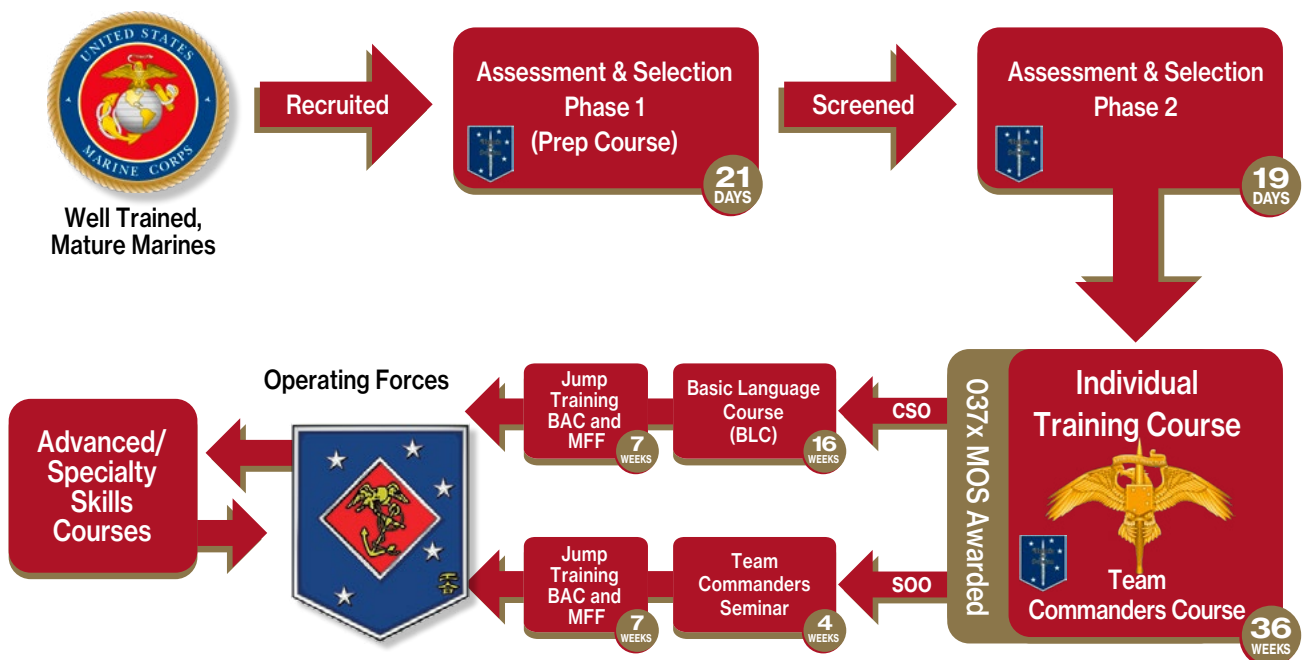 UNITED STATES
MARINE CORPS
Well Trained,
Mature Marines
Recruited
Assessment & Selection
Phase 1
(Prep Course)
21
DAYS
Screened
Assessment & Selection
Phase 2
19
DAYS
Individual
Training Course
Team
Commanders Course
36
WEEKS
037x MOS Awarded
CSO
Basic Language
Course
(BLC)
16
WEEKS
Jump
Training
BAC and
MFF
7
WEEKS
SOO
Team
Commanders
Seminar
4
WEEKS
Jump
Training
BAC and
MFF
7
WEEKS
Operating Forces
Advanced/
Specialty
Skills
Courses